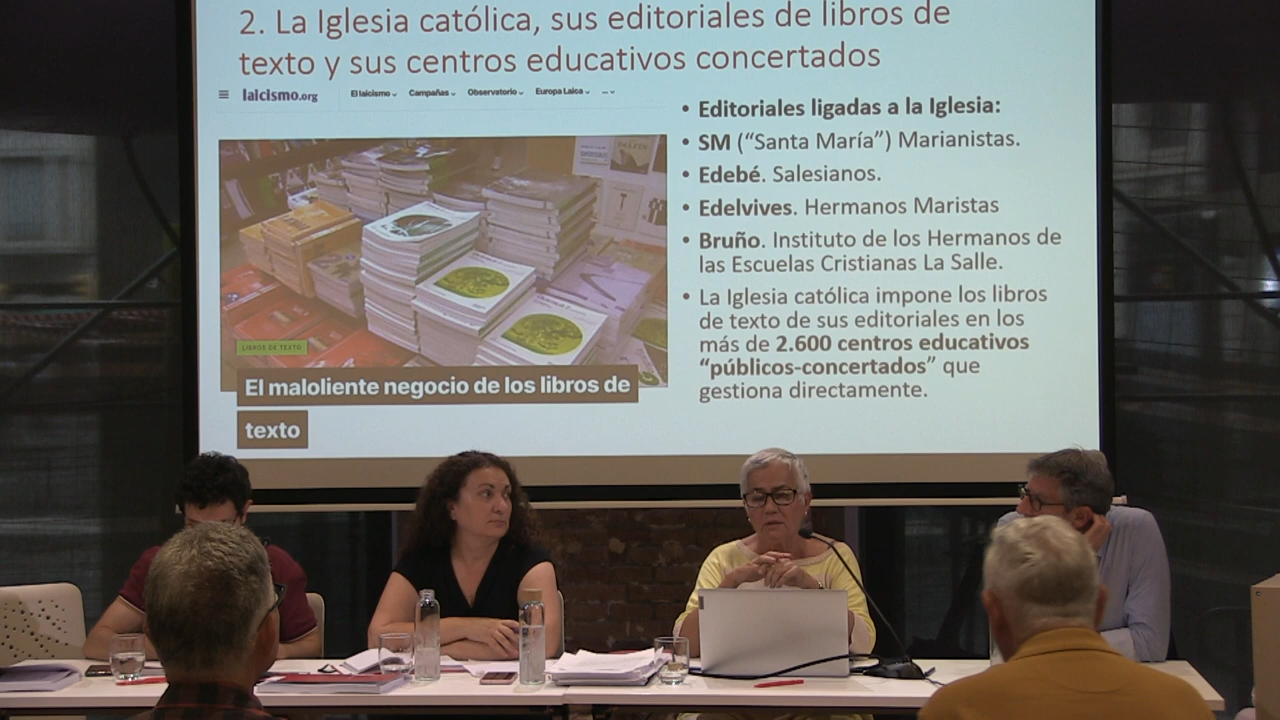 2. La Iglesia católica, sus editoriales de libros de
texto y sus centros educativos concertados
laicismo.org
El laicismo Campañas Observatorio Europa Laica ...
LIBROS DE TEXTO
El maloliente negocio de los libros de
texto
• Editoriales ligadas a la Iglesia:
• SM (“Santa María”) Marianistas.
• Edebé. Salesianos.
• Edelvives. Hermanos Maristas
• Bruño. Instituto de los Hermanos de
las Escuelas Cristianas La Salle.
• La Iglesia católica impone los libros
de texto de sus editoriales en los
más de 2.600 centros educativos
“públicos-concertados” que
gestiona directamente.